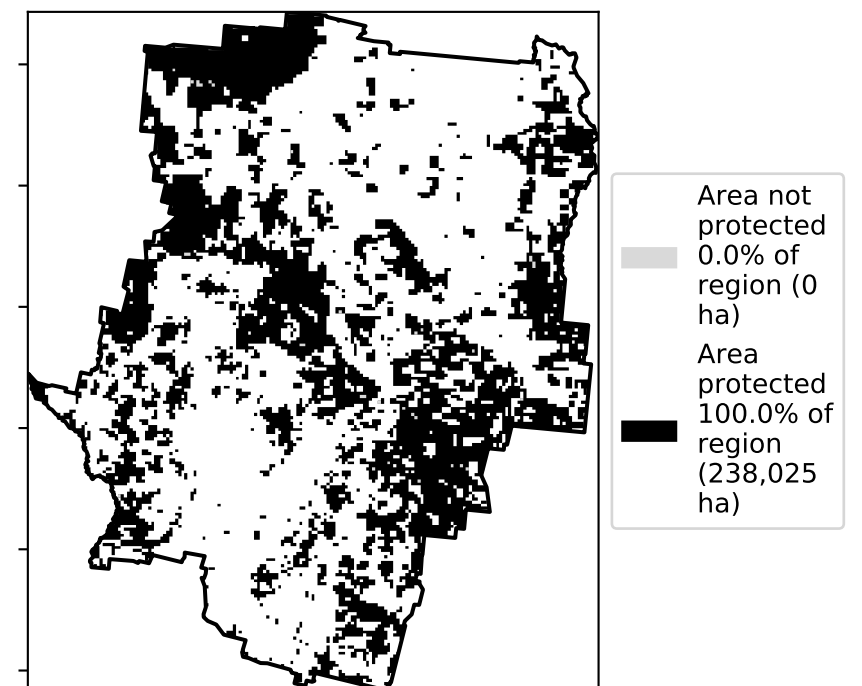 Area not
protected
0.0% of
region (0
ha)
Area
protected
100.0% of
region
(238,025
ha)